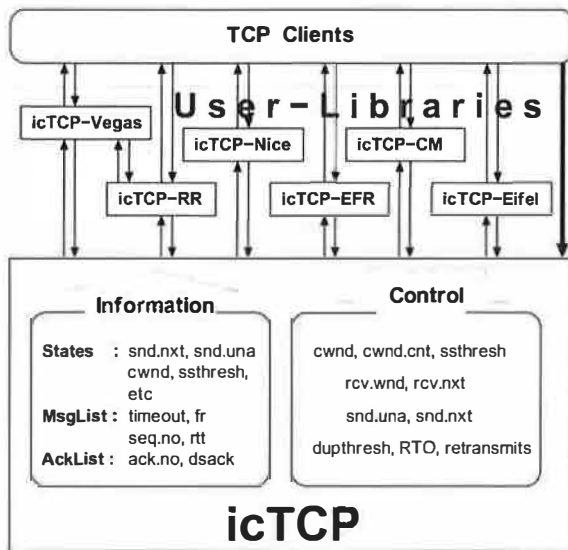 TCP Clients
User-Libraries
icTCP-Vegas
icTCP-Nice
icTCP-CM
icTCP-RR
icTCP-EFR
icTCP-Eifel
Information
States : snd.nxt, snd.una
cwnd, ssthresh,
etc
MsgList : timeout, fr
seq.no, rtt
AckList : ack.no, dsack
Control
cwnd, cwnd.cnt, ssthresh
rcv.wnd, rcv.nxt
snd.una, snd.nxt
dupthresh, RTO, retransmits
icTCP